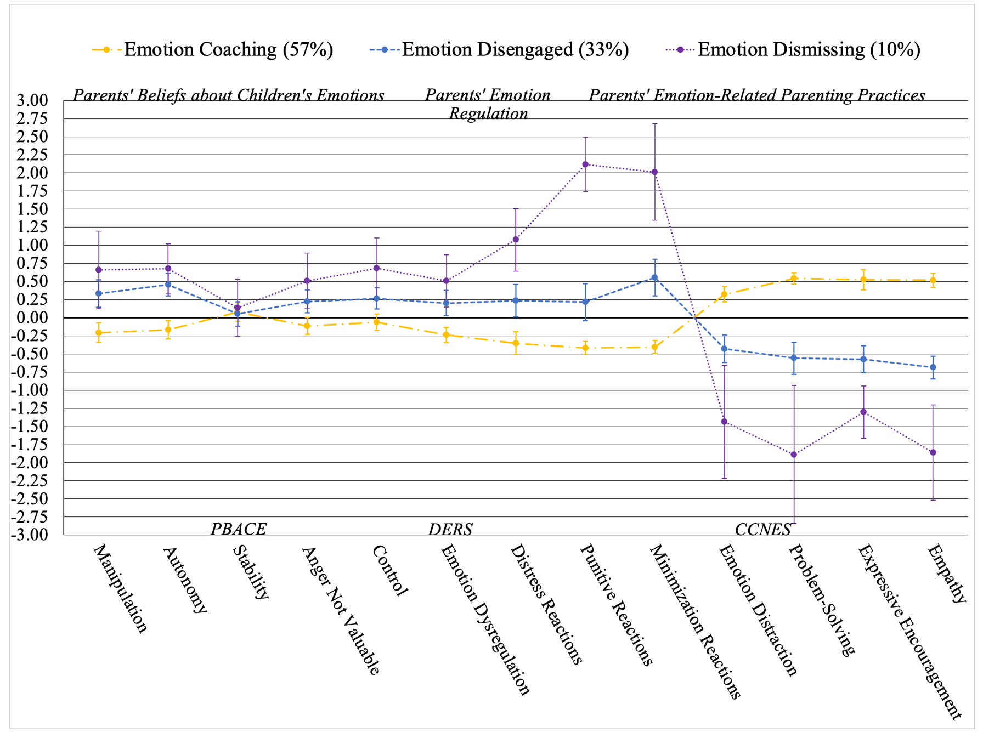 Emotion Coaching (57%) Emotion Disengaged (33%) Emotion Dismissing (10%)
Parents' Beliefs about Children's Emotions
Parents' Emotion
Regulation
Parents' Emotion-Related Parenting Practices
3.00
2.75
2.50
2.25
2.00
1.75
1.50
1.25
1.00
0.75
0.50
0.25
0.00
-0.25
-0.50
-0.75
-1.00
-1.25
-1.50
-1.75
-2.00
-2.25
-2.50
-2.75
-3.00
PBACE DERS CCNES
Manipulation
Autonomy
Stability
Anger Not Valuable
Control
Emotion Dysregulation
Distress Reactions
Punitive Reactions
Minimization Reactions
Emotion Distraction
Problem-Solving
Expressive Encouragement
Empathy